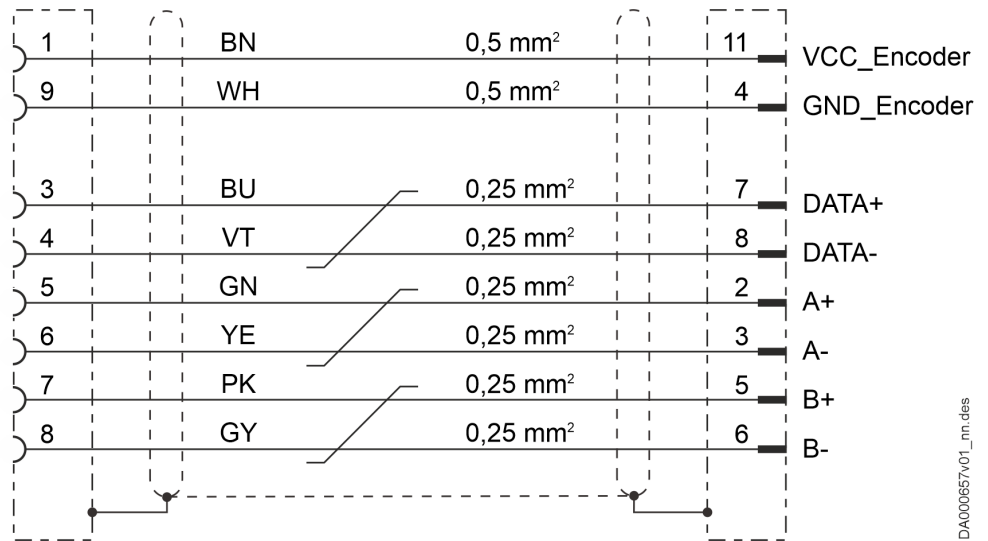 1 BN 0,5 mm² 11 VCC_Encoder
9 WH 0,5 mm² 4 GND_Encoder
3 BU 0,25 mm² 7 DATA+
4 VT 0,25 mm² 8 DATA-
5 GN 0,25 mm² 2 A+
6 YE 0,25 mm² 3 A-
7 PK 0,25 mm² 5 B+
8 GY 0,25 mm² 6 B-
DA000657v01_nn.des